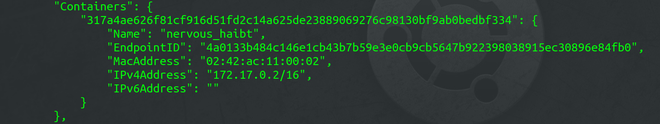 "Containers": {
"317a4ae626f81cf916d51fd2c14a625de23889069276c98130bf9ab0bedbf334": {
"Name": "nervous_haibt",
"EndpointID": "4a0133b484c146e1cb43b7b59e3e0cb9cb5647b922398038915ec30896e84fb0",
"MacAddress": "02:42:ac:11:00:02",
"IPv4Address": "172.17.0.2/16",
"IPv6Address": ""
}
},